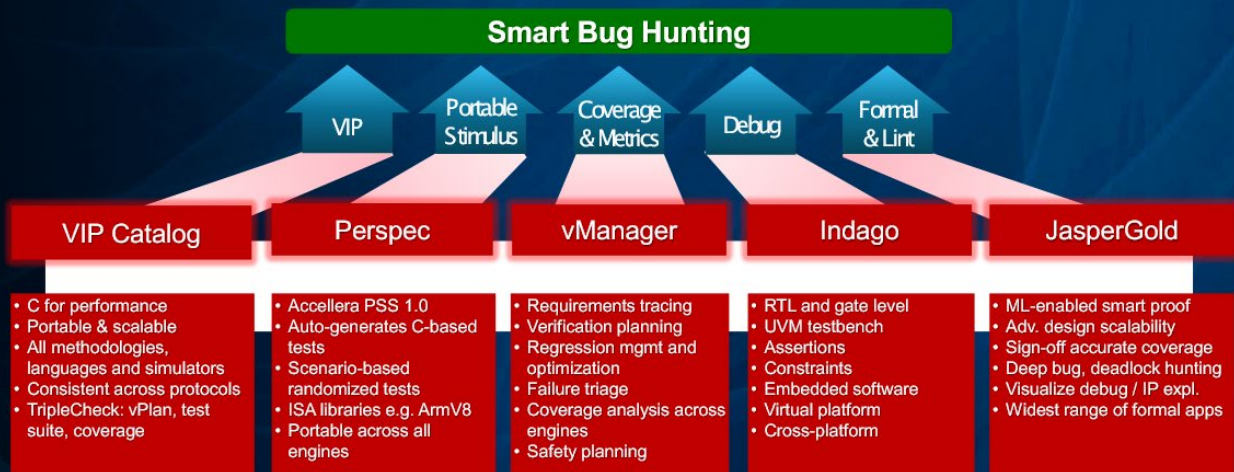 Smart Bug Hunting
VIP
Portable
Stimulus
Coverage
& Metrics
Debug
Formal
& Lint
VIP Catalog
Perspec
vManager
Indago
JasperGold
• C for performance
• Portable & scalable
• All methodologies,
languages and simulators
• Consistent across protocols
• TripleCheck: vPlan, test
suite, coverage
• Accellera PSS 1.0
• Auto-generates C-based
tests
• Scenario-based
randomized tests
• ISA libraries e.g. ArmV8
• Portable across all
engines
• Requirements tracing
• Verification planning
• Regression mgmt and
optimization
• Failure triage
• Coverage analysis across
engines
• Safety planning
• RTL and gate level
• UVM testbench
• Assertions
• Constraints
• Embedded software
• Virtual platform
• Cross-platform
• ML-enabled smart proof
• Adv. design scalability
• Sign-off accurate coverage
• Deep bug, deadlock hunting
• Visualize debug / IP expl.
• Widest range of formal apps